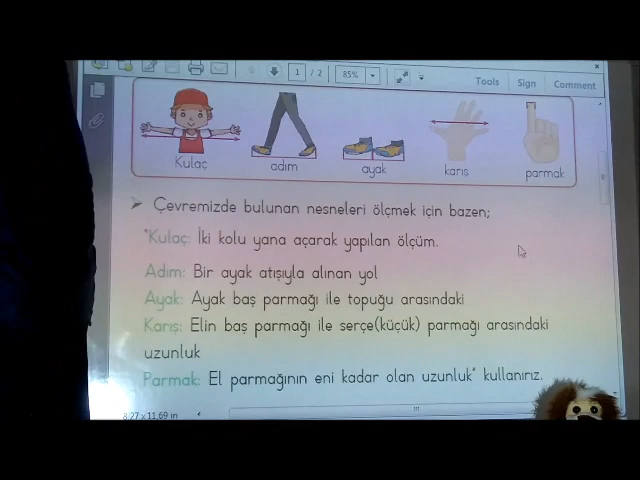 1 / 2
85%
Tools Sign Comment
Kulaç adım ayak karıs parmak
Çevremizde bulunan nesneleri ölçmek için bazen;
"Kulaç: İki kolu yana açarak yapılan ölçüm.
Adım: Bir ayak atışıyla alınan yol
Ayak: Ayak baş parmağı ile topuğu arasındaki
Karış: Elin baş parmağı ile serçe(küçük) parmağı arasındaki
uzunluk
Parmak: El parmağının eni kadar olan uzunluk" kullanırız.
8,27 x 11,69 in